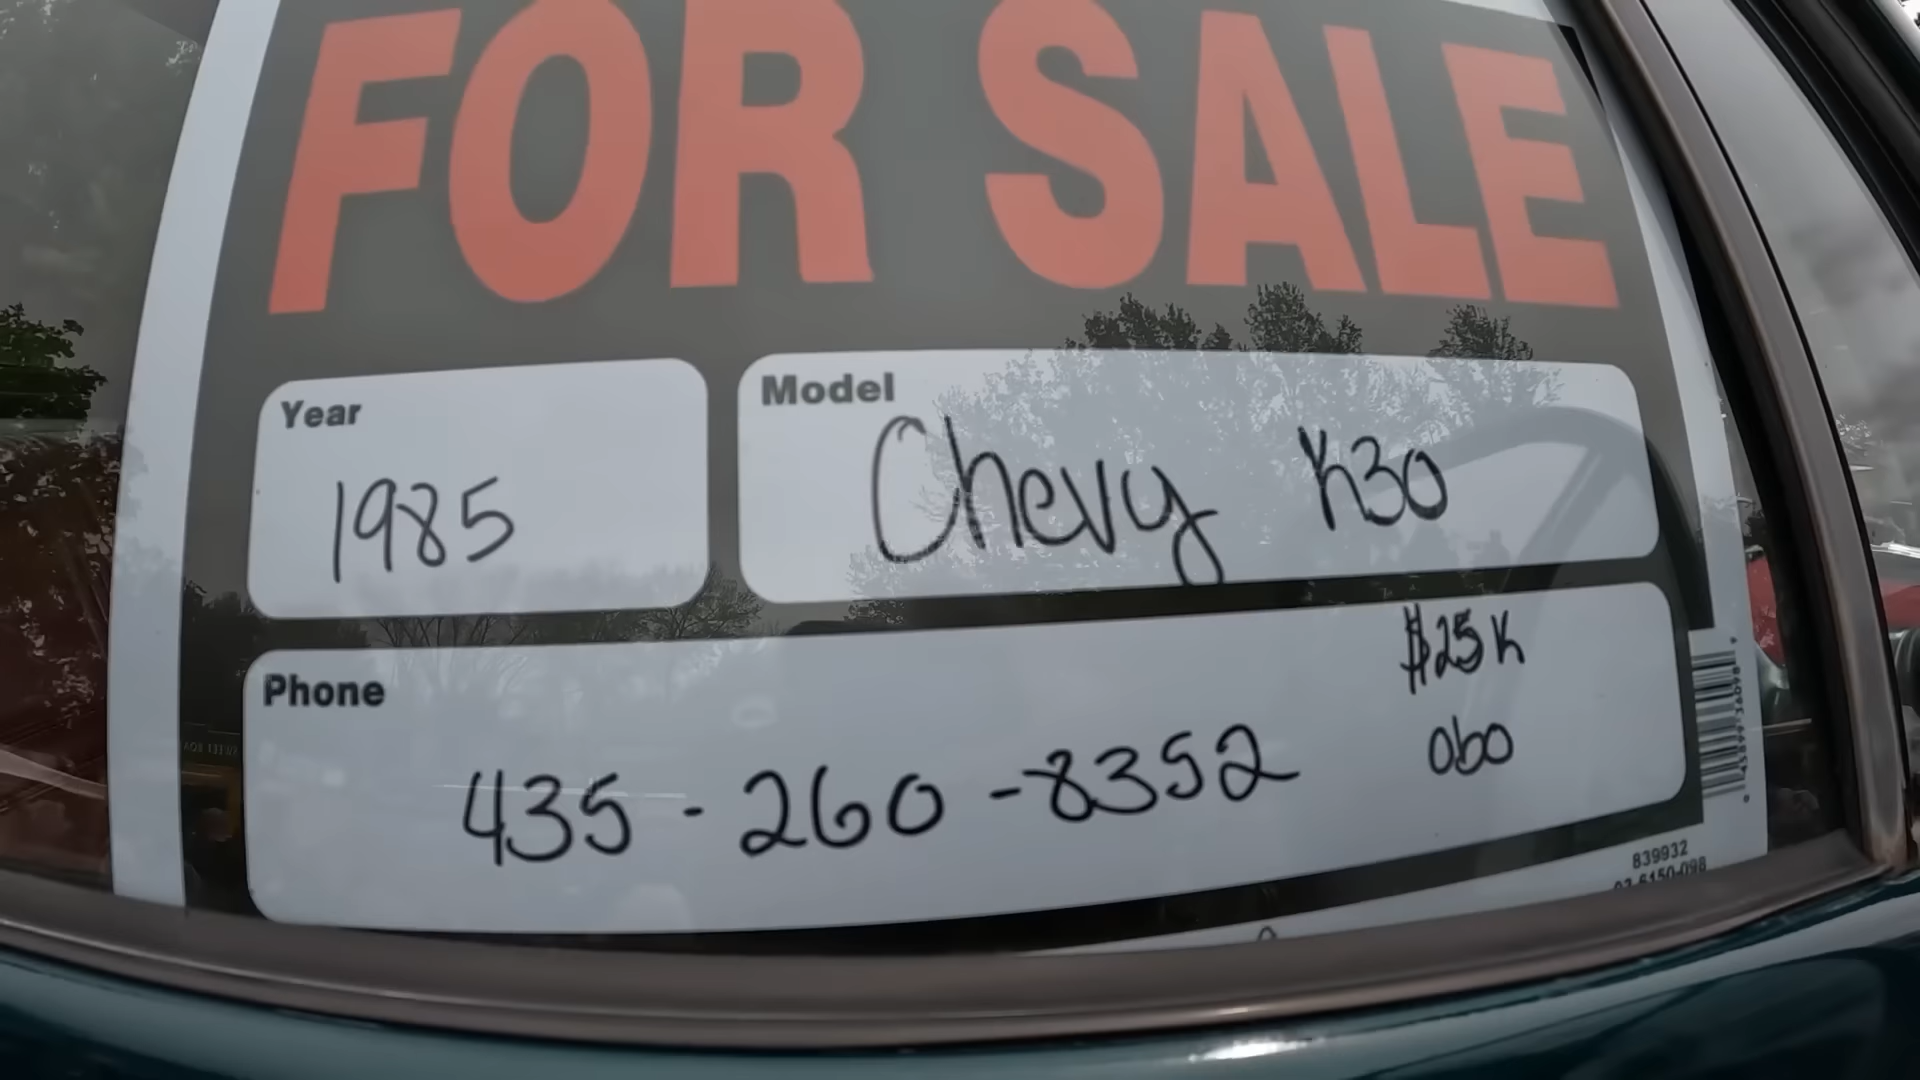 FOR SALE
Year
1985
Model
Chevy K30
Phone
435-260-8352
$25K
obo
839932